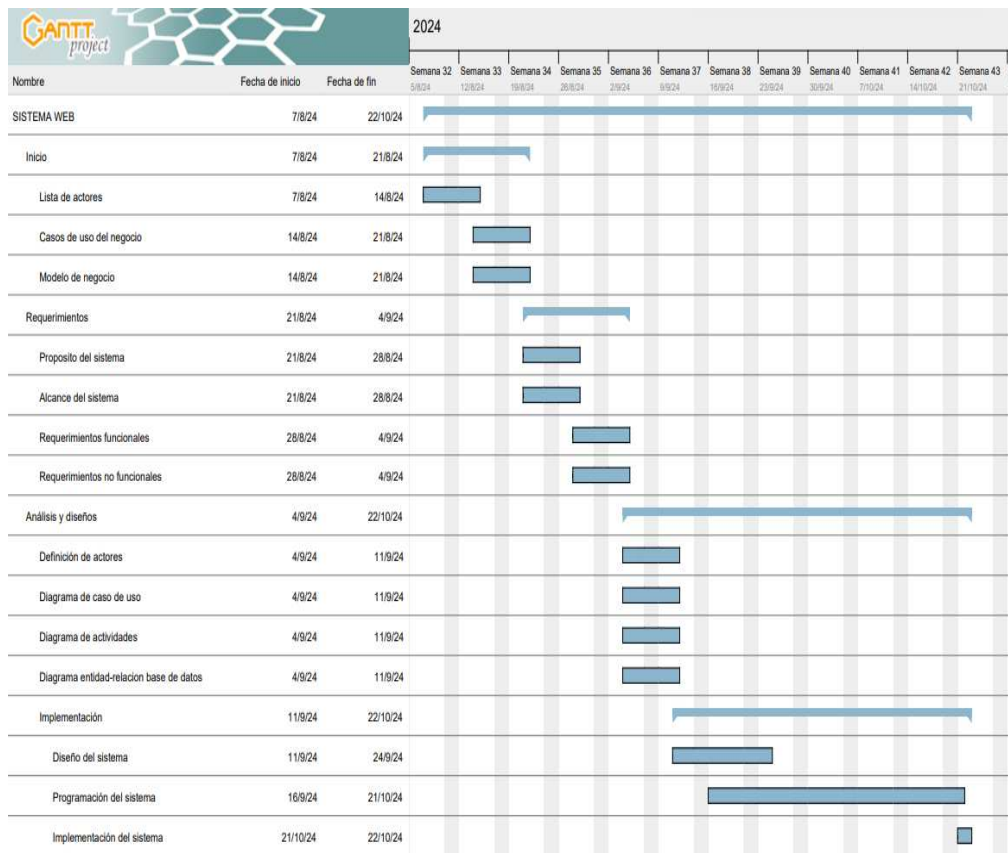 GANTT
project
2024
Nombre Fecha de inicio Fecha de fin
Semana 32 Semana 33 Semana 34 Semana 35 Semana 36 Semana 37 Semana 38 Semana 39 Semana 40 Semana 41 Semana 42 Semana 43
5/8/24 12/8/24 19/8/24 26/8/24 2/9/24 9/9/24 16/9/24 23/9/24 30/9/24 7/10/24 14/10/24 21/10/24
SISTEMA WEB 7/8/24 22/10/24
Inicio 7/8/24 21/8/24
Lista de actores 7/8/24 14/8/24
Casos de uso del negocio 14/8/24 21/8/24
Modelo de negocio 14/8/24 21/8/24
Requerimientos 21/8/24 4/9/24
Proposito del sistema 21/8/24 28/8/24
Alcance del sistema 21/8/24 28/8/24
Requerimientos funcionales 28/8/24 4/9/24
Requerimientos no funcionales 28/8/24 4/9/24
Análisis y diseños 4/9/24 22/10/24
Definición de actores 4/9/24 11/9/24
Diagrama de caso de uso 4/9/24 11/9/24
Diagrama de actividades 4/9/24 11/9/24
Diagrama entidad-relacion base de datos 4/9/24 11/9/24
Implementación 11/9/24 22/10/24
Diseño del sistema 11/9/24 24/9/24
Programación del sistema 16/9/24 21/10/24
Implementación del sistema 21/10/24 22/10/24